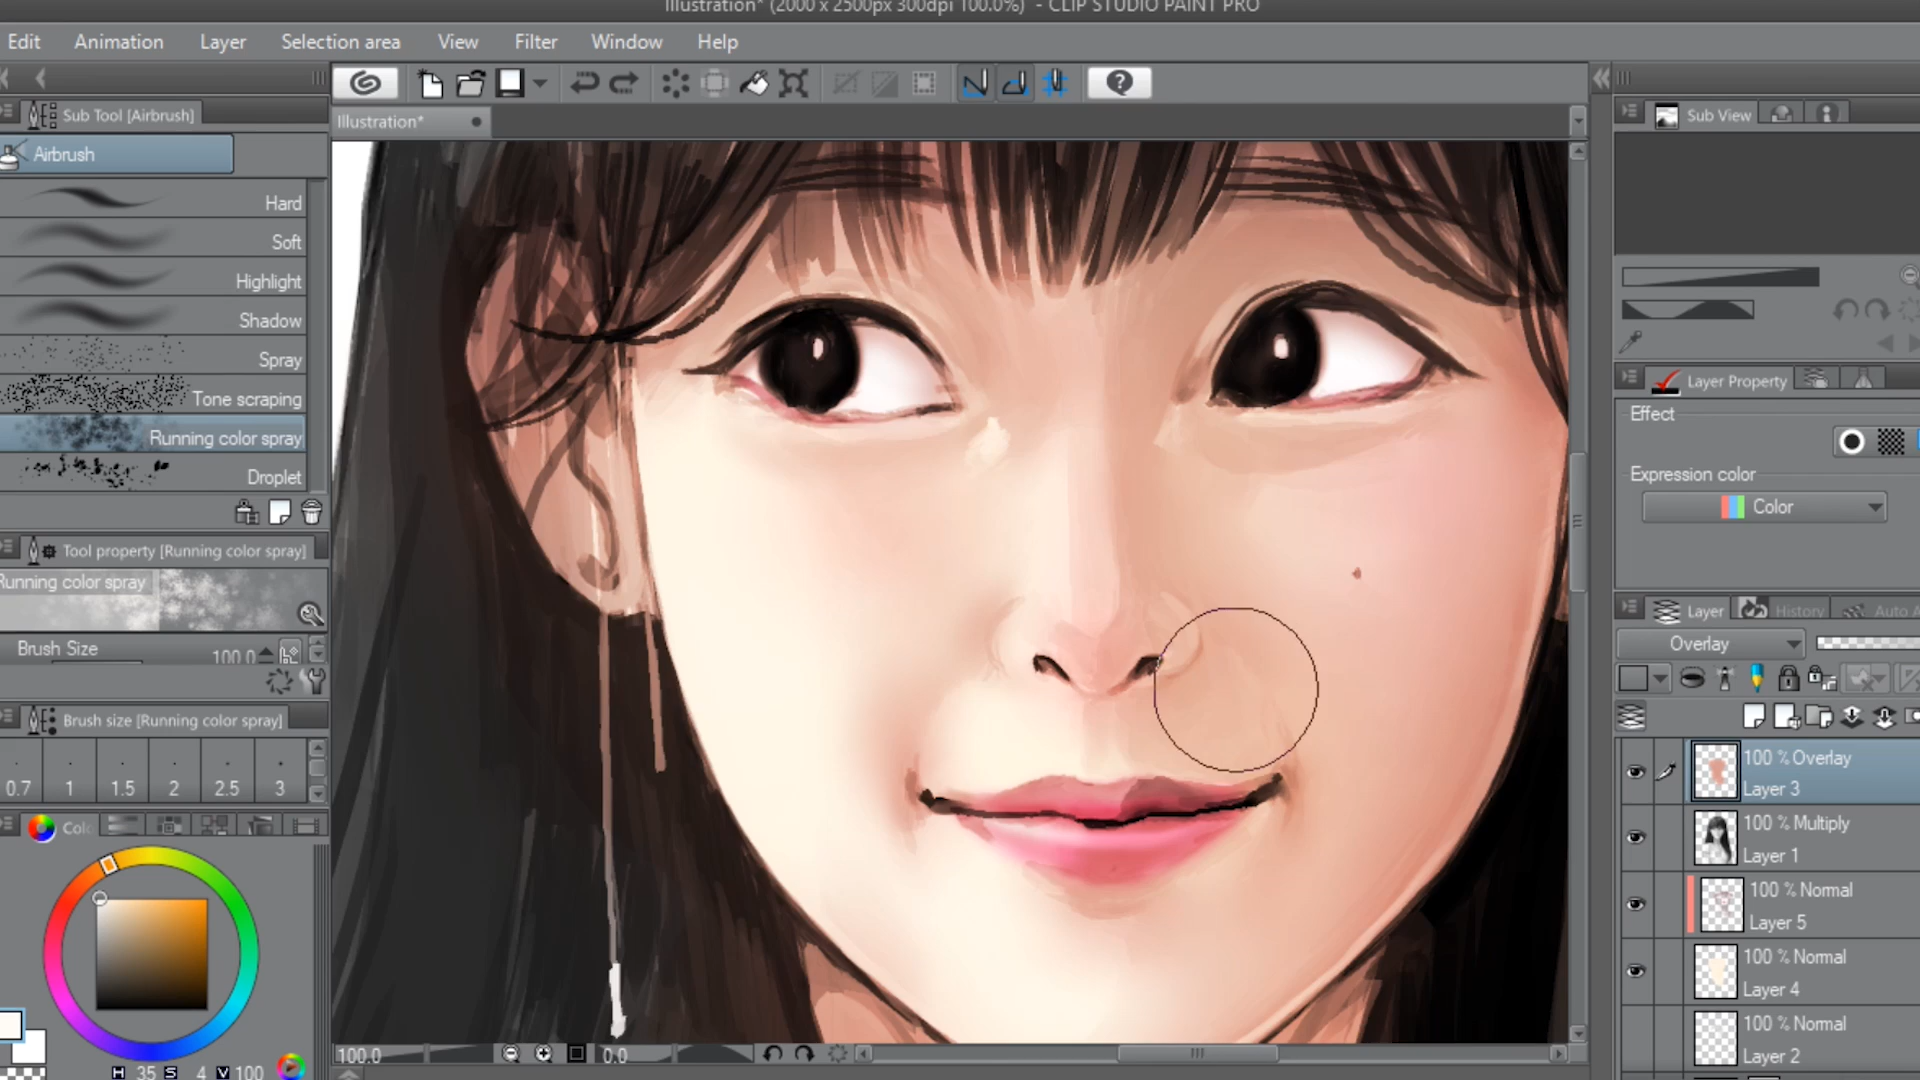 Illustration* (2000 x 2500px 300dpi 100.0%) - CLIP STUDIO PAINT PRO
Edit Animation Layer Selection area View Filter Window Help
Sub Tool [Airbrush]
Airbrush
Hard
Soft
Highlight
Shadow
Spray
Tone scraping
Running color spray
Droplet
Tool property [Running color spray]
Running color spray
Brush Size 100.0
Brush size [Running color spray]
0.7 1 1.5 2 2.5 3
H 35 S 4 V 100
Illustration*
100.0 0.0
Sub View
Layer Property
Effect
Expression color
Color
Layer History Auto A
Overlay
100 % Overlay
Layer 3
100 % Multiply
Layer 1
100 % Normal
Layer 5
100 % Normal
Layer 4
100 % Normal
Layer 2